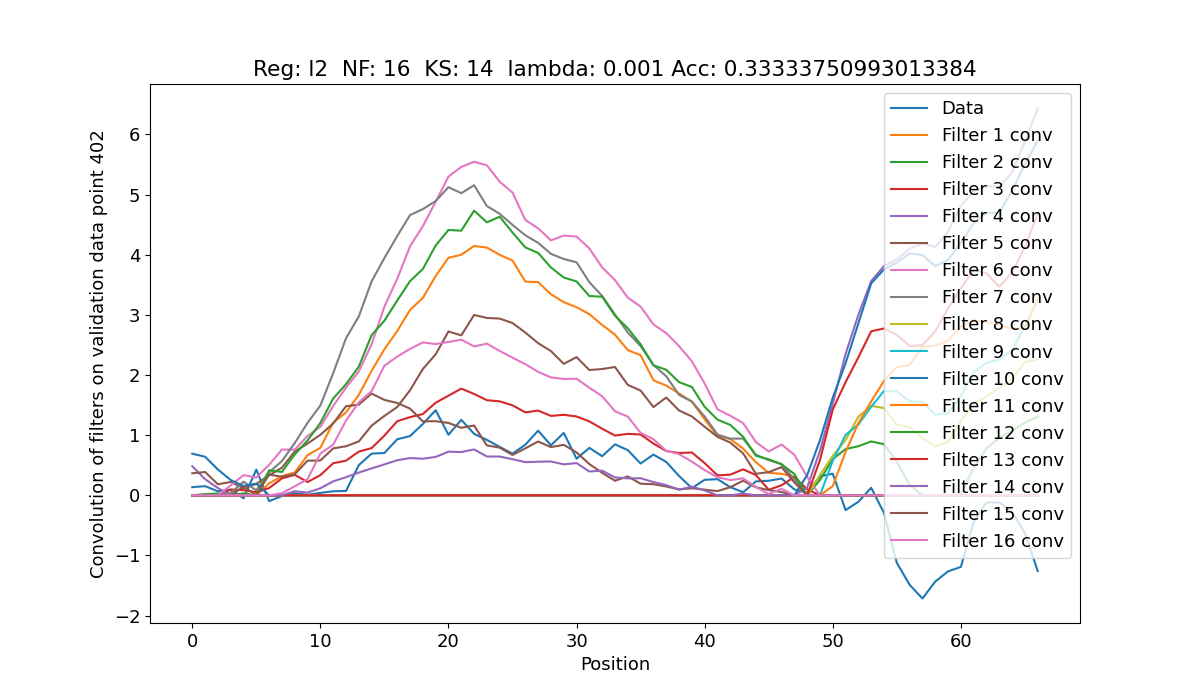 Reg: l2  NF: 16  KS: 14  lambda: 0.001 Acc: 0.33333750993013384
Convolution of filters on validation data point 402
6
5
4
3
2
1
0
−1
−2
0 10 20 30 40 50 60
Position
Data
Filter 1 conv
Filter 2 conv
Filter 3 conv
Filter 4 conv
Filter 5 conv
Filter 6 conv
Filter 7 conv
Filter 8 conv
Filter 9 conv
Filter 10 conv
Filter 11 conv
Filter 12 conv
Filter 13 conv
Filter 14 conv
Filter 15 conv
Filter 16 conv